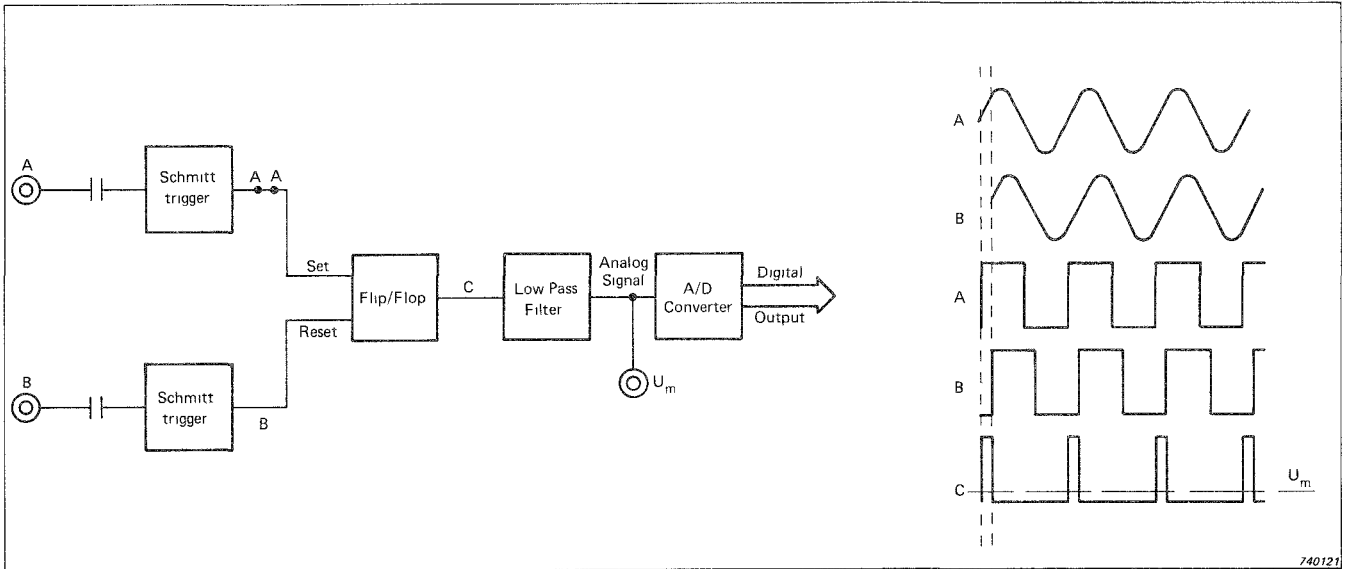 A
Schmitt
trigger
A A
Set
Flip/Flop
Reset
C
Low Pass
Filter
Analog
Signal
A/D
Converter
Digital
Output
U_m
B
Schmitt
trigger
B
A
B
A
B
C
U_m
740121